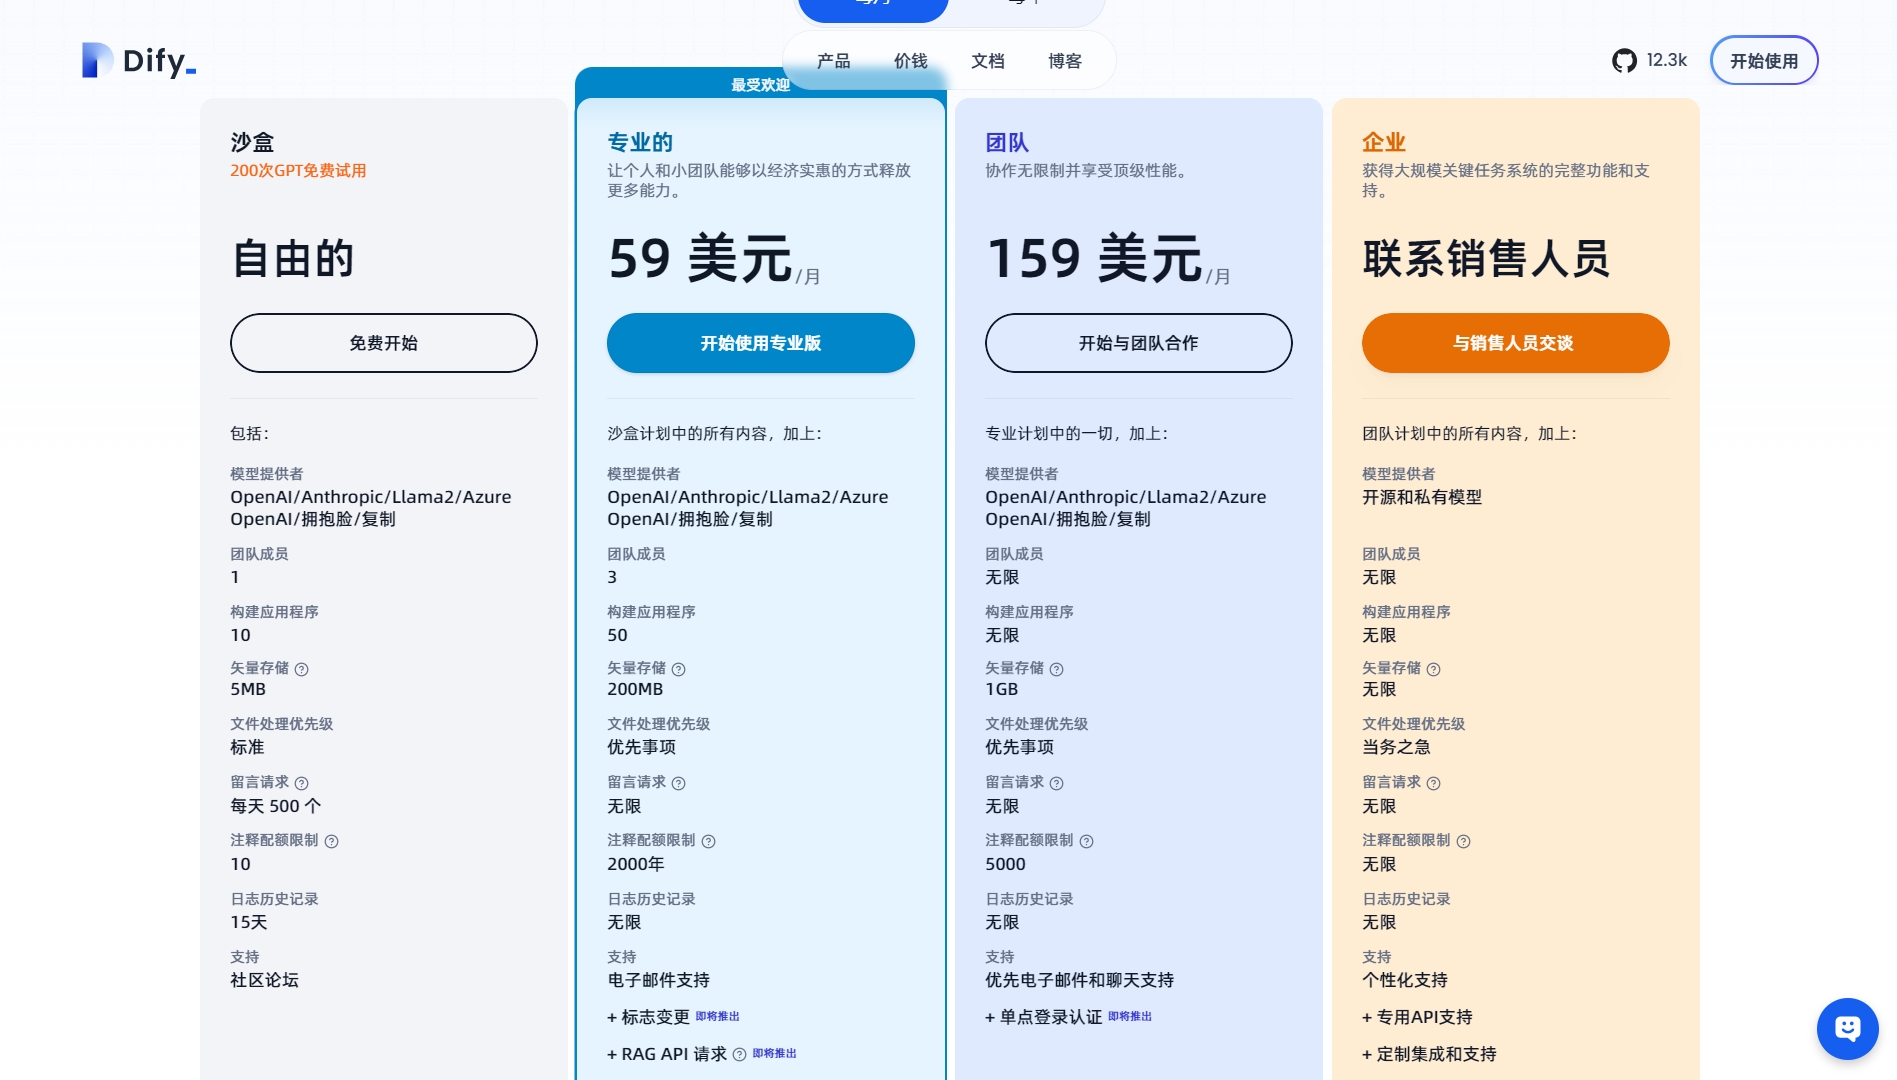 Dify_
产品
价钱
文档
博客
12.3k
开始使用
沙盒
200次GPT免费试用
自由的
免费开始
包括：
模型提供者
OpenAI/Anthropic/Llama2/Azure
OpenAI/拥抱脸/复制
团队成员
1
构建应用程序
10
矢量存储
5MB
文件处理优先级
标准
留言请求
每天 500 个
注释配额限制
10
日志历史记录
15天
支持
社区论坛
最受欢迎
专业的
让个人和小团队能够以经济实惠的方式释放
更多能力。
59 美元/月
开始使用专业版
沙盒计划中的所有内容，加上：
模型提供者
OpenAI/Anthropic/Llama2/Azure
OpenAI/拥抱脸/复制
团队成员
3
构建应用程序
50
矢量存储
200MB
文件处理优先级
优先事项
留言请求
无限
注释配额限制
2000年
日志历史记录
无限
支持
电子邮件支持
+ 标志变更 即将推出
+ RAG API 请求 即将推出
团队
协作无限制并享受顶级性能。
159 美元/月
开始与团队合作
专业计划中的一切，加上：
模型提供者
OpenAI/Anthropic/Llama2/Azure
OpenAI/拥抱脸/复制
团队成员
无限
构建应用程序
无限
矢量存储
1GB
文件处理优先级
优先事项
留言请求
无限
注释配额限制
5000
日志历史记录
无限
支持
优先电子邮件和聊天支持
+ 单点登录认证 即将推出
企业
获得大规模关键任务系统的完整功能和支
持。
联系销售人员
与销售人员交谈
团队计划中的所有内容，加上：
模型提供者
开源和私有模型
团队成员
无限
构建应用程序
无限
矢量存储
无限
文件处理优先级
当务之急
留言请求
无限
注释配额限制
无限
日志历史记录
无限
支持
个性化支持
+ 专用API支持
+ 定制集成和支持